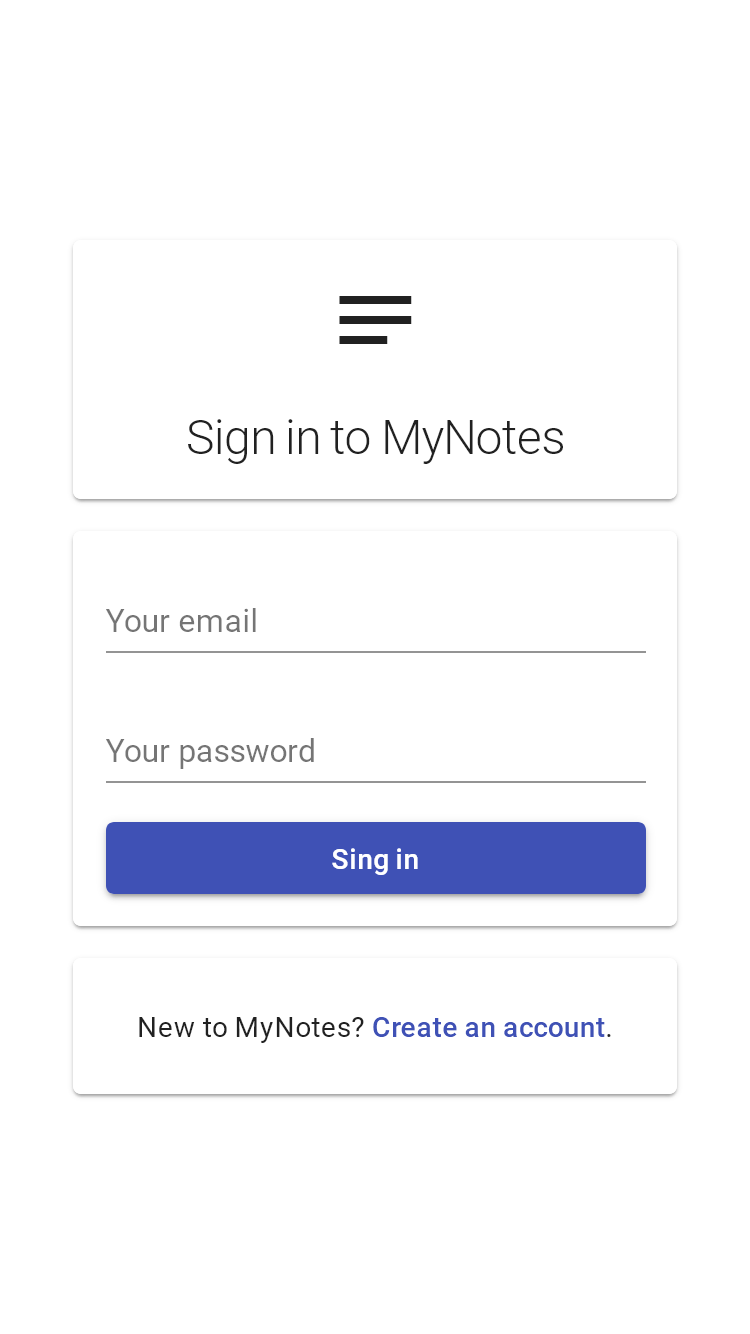 Sign in to MyNotes
Your email
Your password
Sing in
New to MyNotes? Create an account.